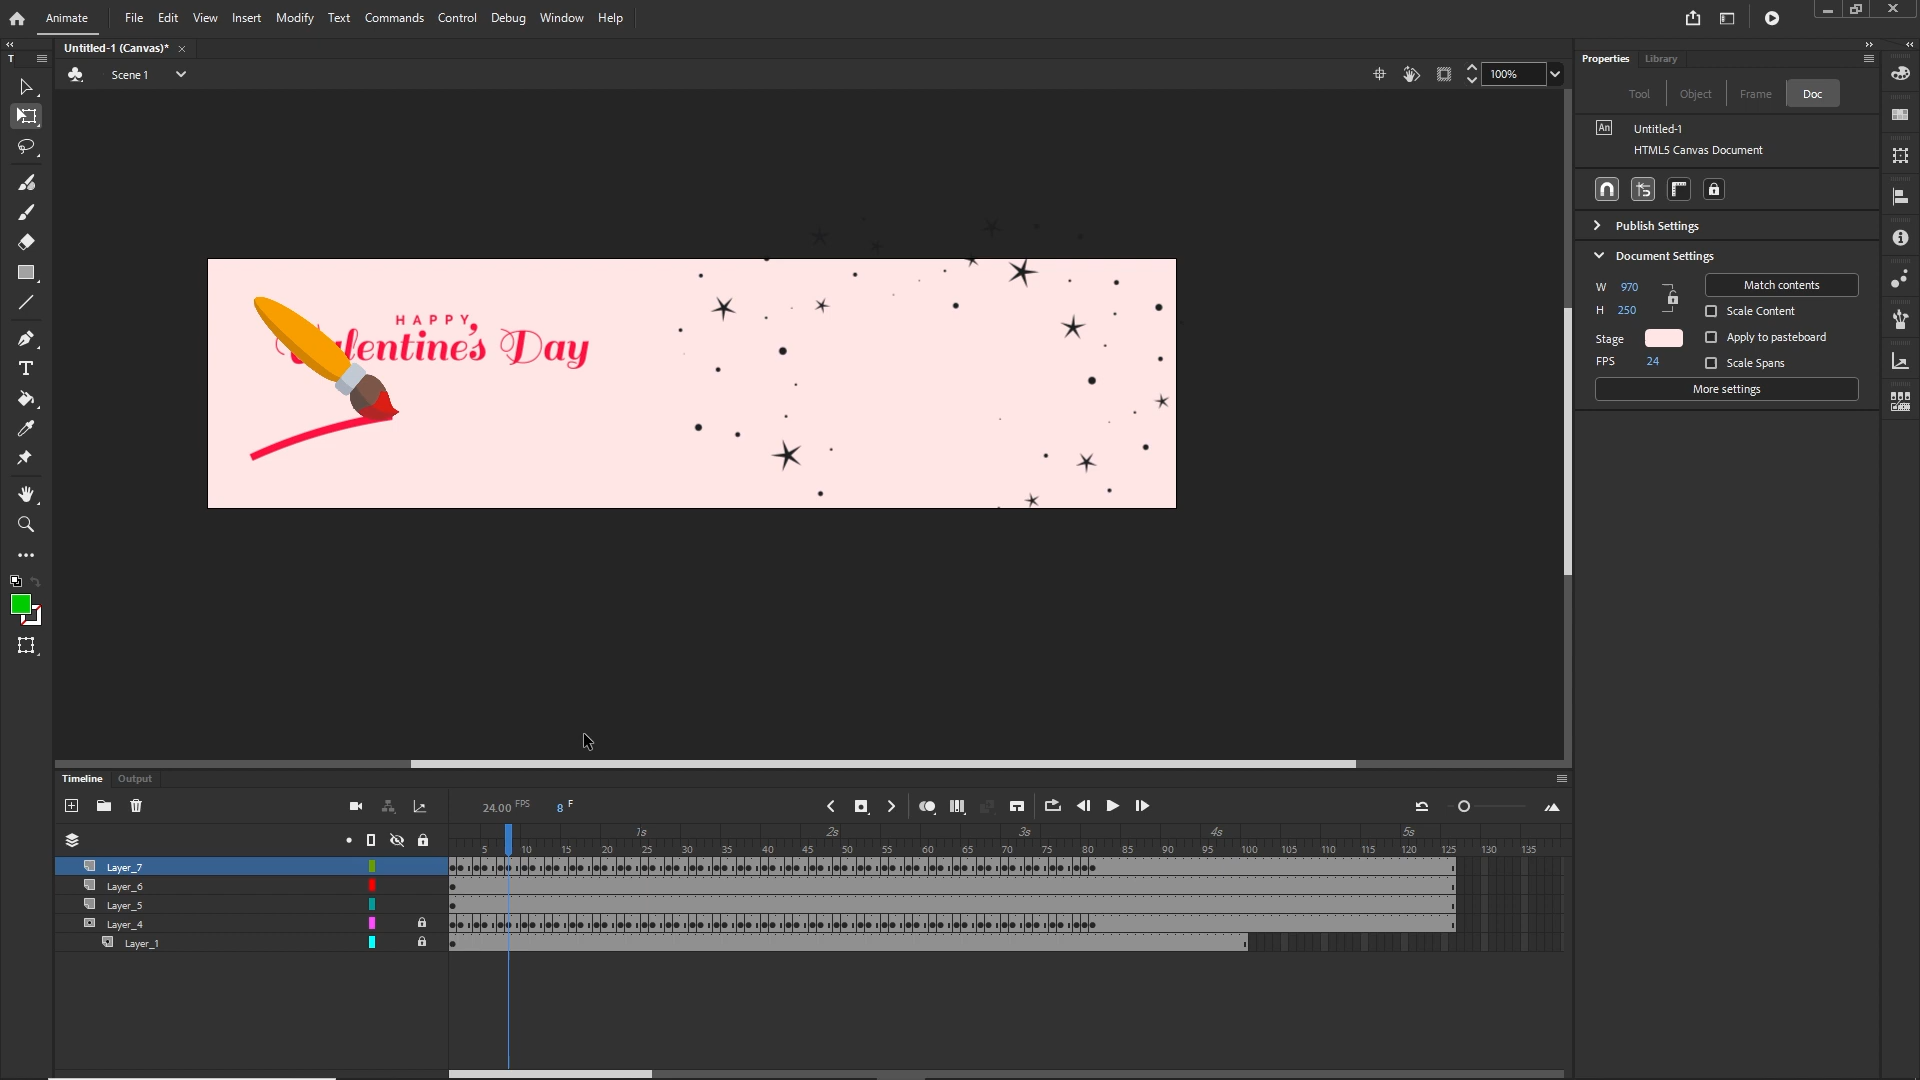 Animate File Edit View Insert Modify Text Commands Control Debug Window Help
Untitled-1 (Canvas)*
Scene 1
100%
HAPPY
alentine's Day
Properties Library
Tool Object Frame Doc
An Untitled-1
HTML5 Canvas Document
Publish Settings
Document Settings
W 970 Match contents
H 250 Scale Content
Stage Apply to pasteboard
FPS 24 Scale Spans
More settings
Timeline Output
24.00 FPS 8 F
1s 2s 3s 4s 5s
5 10 15 20 25 30 35 40 45 50 55 60 65 70 75 80 85 90 95 100 105 110 115 120 125 130 135
Layer_7
Layer_6
Layer_5
Layer_4
Layer_1